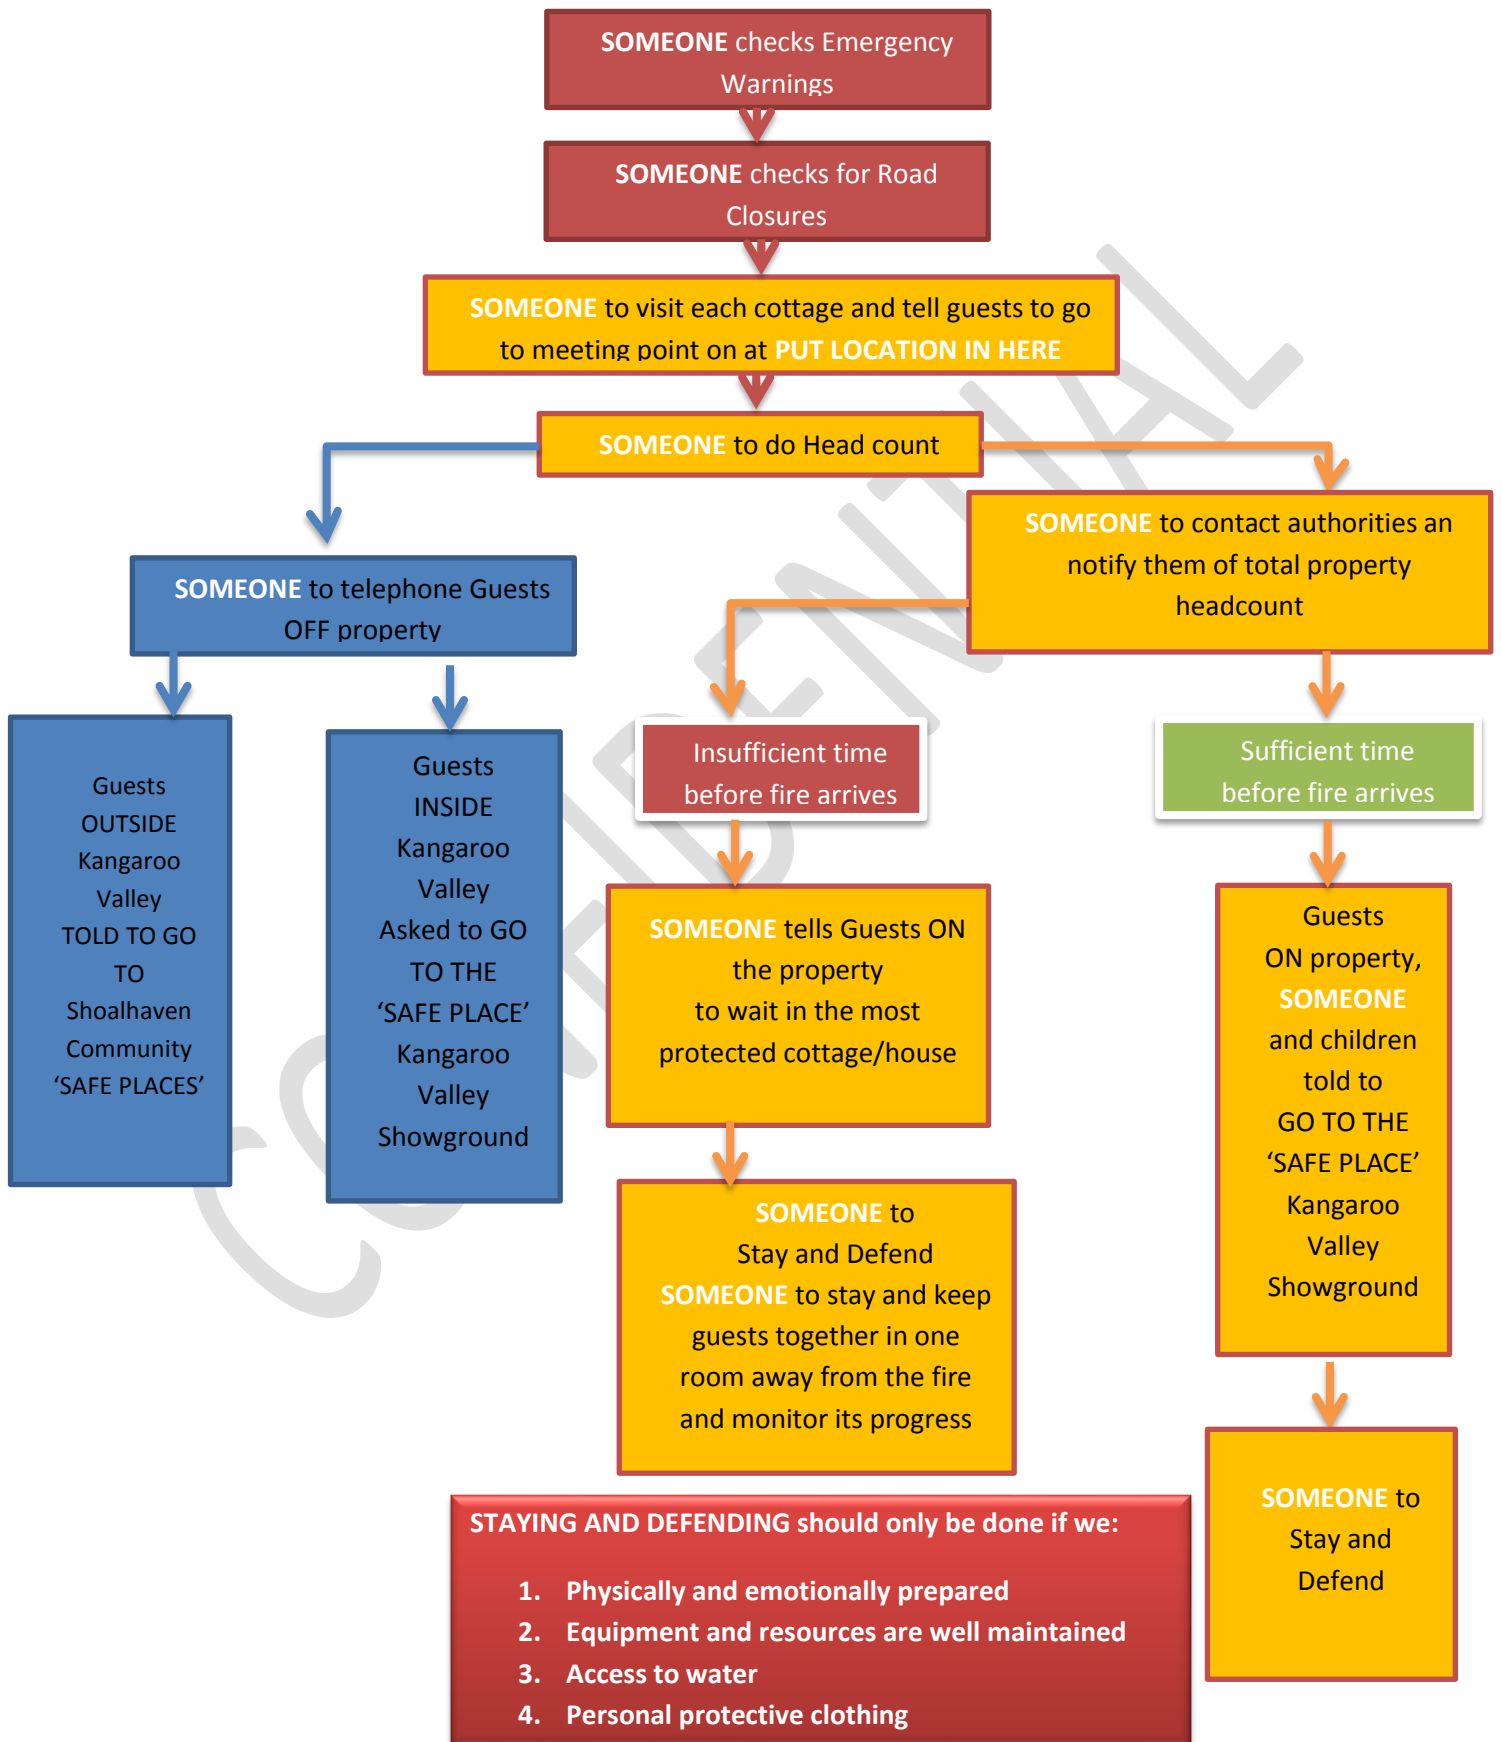 SOMEONE checks Emergency
Warnings
SOMEONE checks for Road
Closures
SOMEONE to visit each cottage and tell guests to go
to meeting point on at PUT LOCATION IN HERE
SOMEONE to do Head count
SOMEONE to contact authorities an
notify them of total property
headcount
SOMEONE to telephone Guests
OFF property
Guests
OUTSIDE
Kangaroo
Valley
TOLD TO GO
TO
Shoalhaven
Community
‘SAFE PLACES’
Guests
INSIDE
Kangaroo
Valley
Asked to GO
TO THE
‘SAFE PLACE’
Kangaroo
Valley
Showground
Insufficient time
before fire arrives
Sufficient time
before fire arrives
SOMEONE tells Guests ON
the property
to wait in the most
protected cottage/house
Guests
ON property,
SOMEONE
and children
told to
GO TO THE
‘SAFE PLACE’
Kangaroo
Valley
Showground
SOMEONE to
Stay and Defend
SOMEONE to stay and keep
guests together in one
room away from the fire
and monitor its progress
SOMEONE to
Stay and
Defend
STAYING AND DEFENDING should only be done if we:
1. Physically and emotionally prepared
2. Equipment and resources are well maintained
3. Access to water
4. Personal protective clothing
CONFIDENTIAL